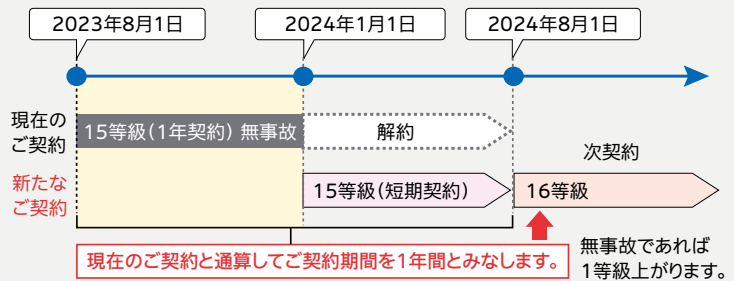 2023年8月1日
2024年1月1日
2024年8月1日
現在の
ご契約
15等級(1年契約) 無事故
解約
次契約
新たな
ご契約
15等級(短期契約)
16等級
現在のご契約と通算してご契約期間を1年間とみなします。
無事故であれば
1等級上がります。